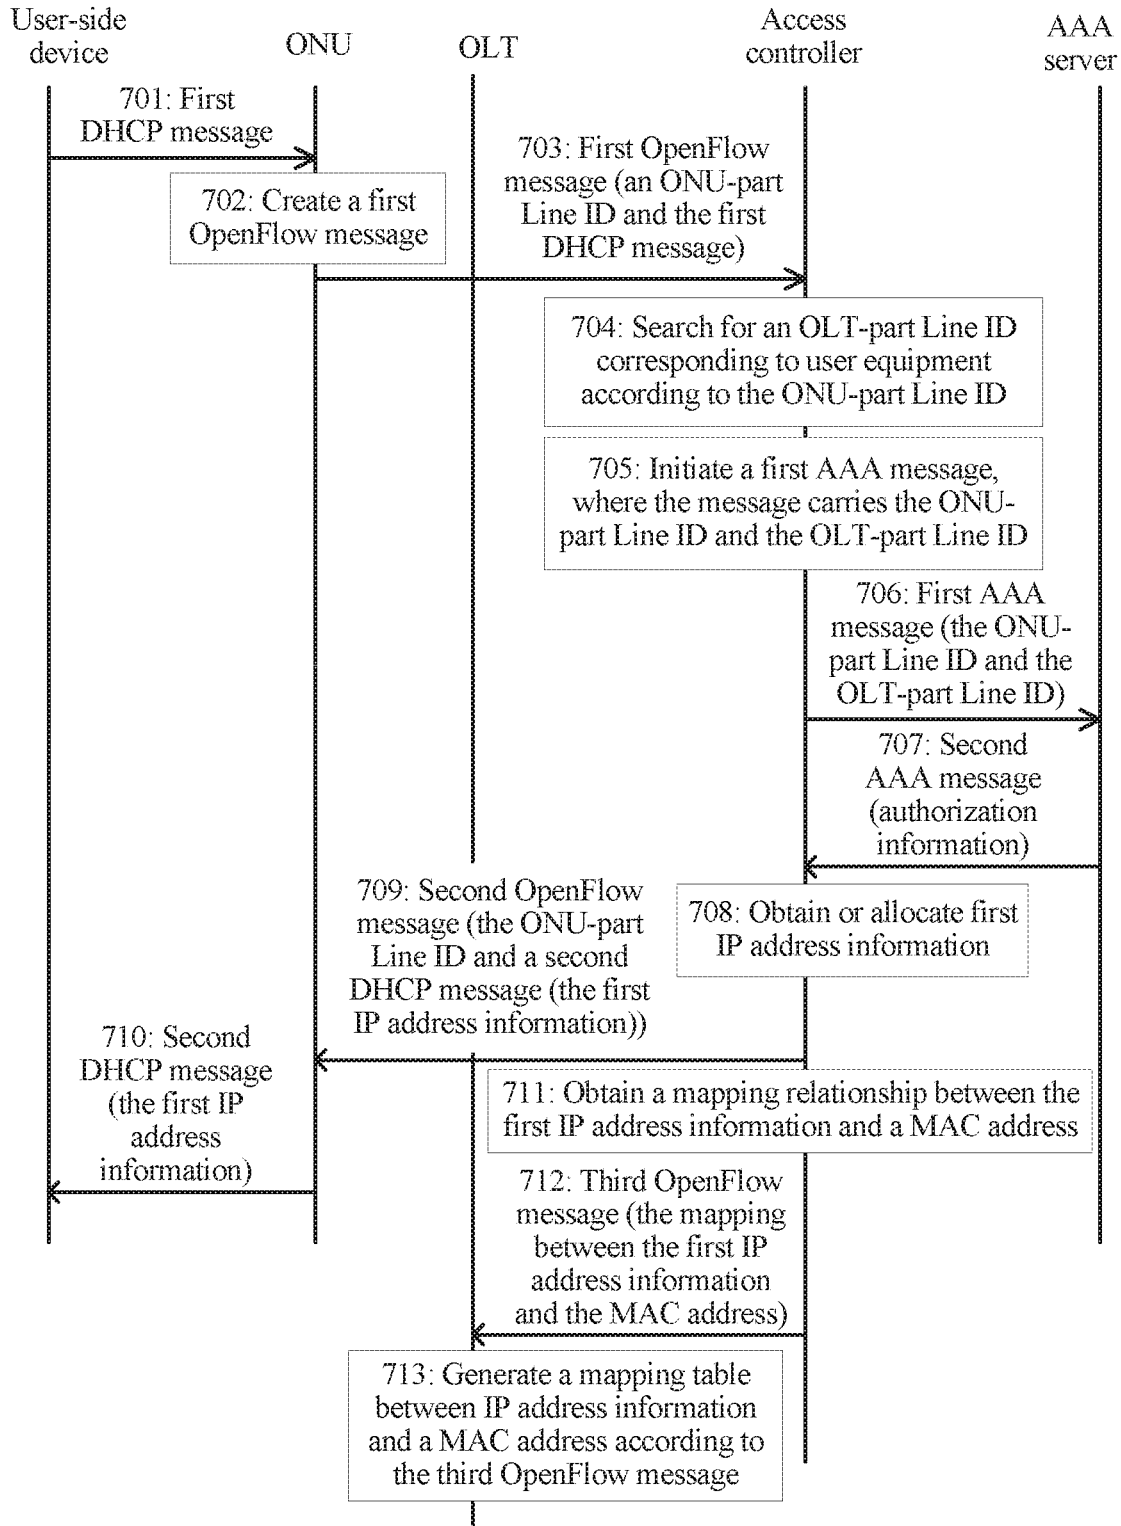 User-side
device
ONU
OLT
Access
controller
AAA
server
701: First
DHCP message
702: Create a first
OpenFlow message
703: First OpenFlow
message (an ONU-part
Line ID and the first
DHCP message)
704: Search for an OLT-part Line ID
corresponding to user equipment
according to the ONU-part Line ID
705: Initiate a first AAA message,
where the message carries the ONU-
part Line ID and the OLT-part Line ID
706: First AAA
message (the ONU-
part Line ID and the
OLT-part Line ID)
707: Second
AAA message
(authorization
information)
708: Obtain or allocate first
IP address information
709: Second OpenFlow
message (the ONU-part
Line ID and a second
DHCP message (the first
IP address information))
710: Second
DHCP message
(the first IP
address
information)
711: Obtain a mapping relationship between the
first IP address information and a MAC address
712: Third OpenFlow
message (the mapping
between the first IP
address information
and the MAC address)
713: Generate a mapping table
between IP address information
and a MAC address according to
the third OpenFlow message